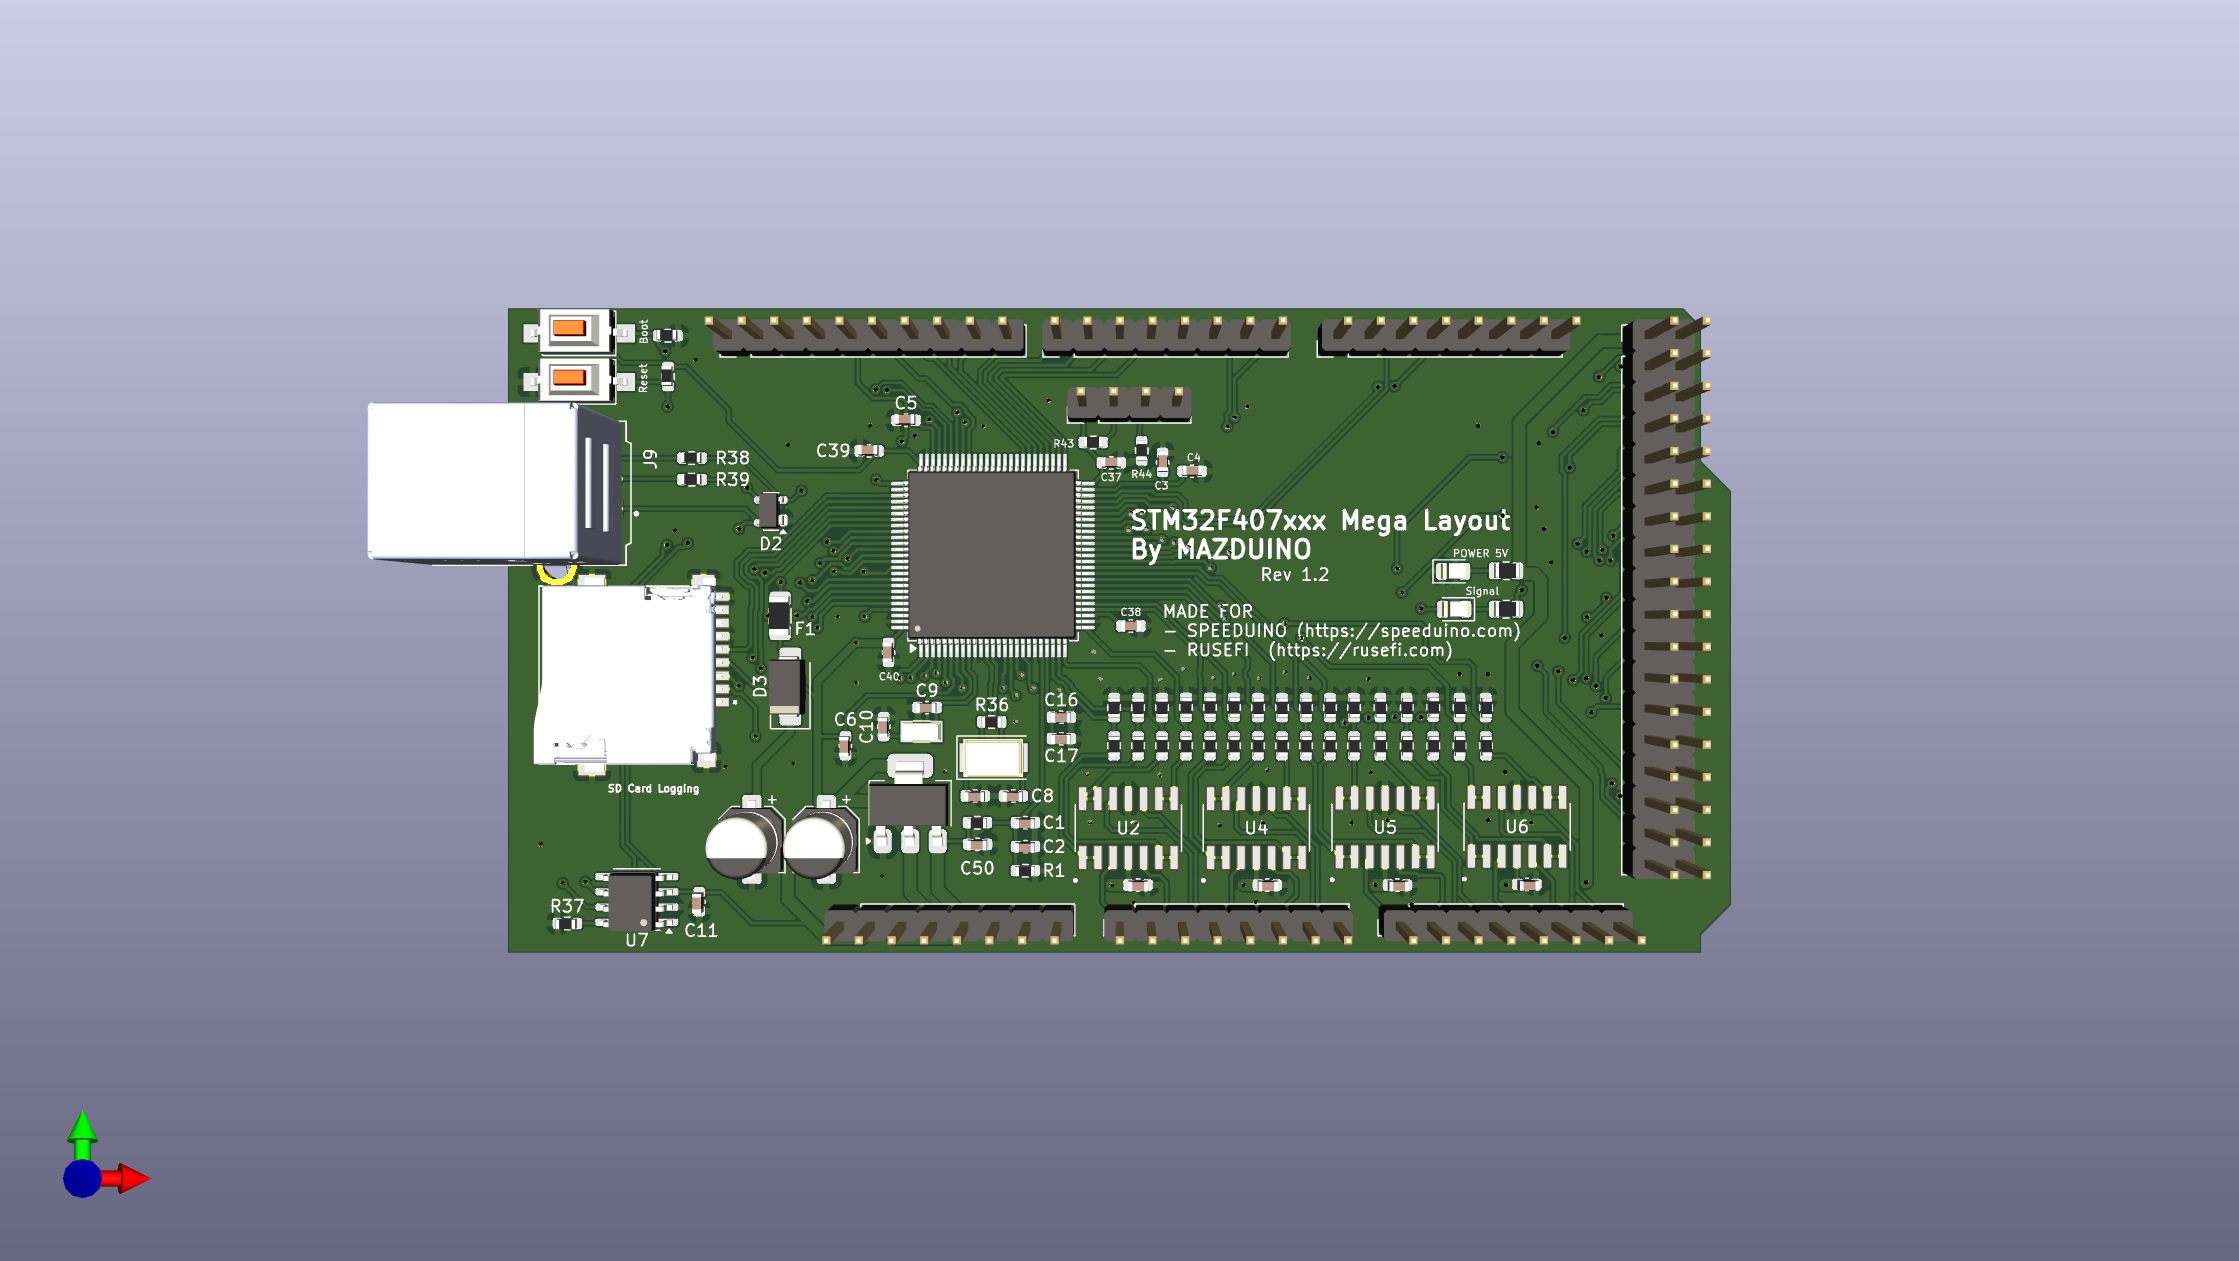 Boot
Reset
C5
C39
J9
R38
R39
R43
C37
R44
C3
C4
D2
STM32F407xxx Mega Layout
By MAZDUINO
Rev 1.2
POWER 5V
Signal
MADE FOR
- SPEEDUINO (https://speeduino.com)
- RUSEFI  (https://rusefi.com)
C38
F1
C40
D3
C9
C6
C10
R36
C16
C17
SD Card Logging
+
+
C8
C1
C2
C50
R1
U2
U4
U5
U6
R37
U7
C11